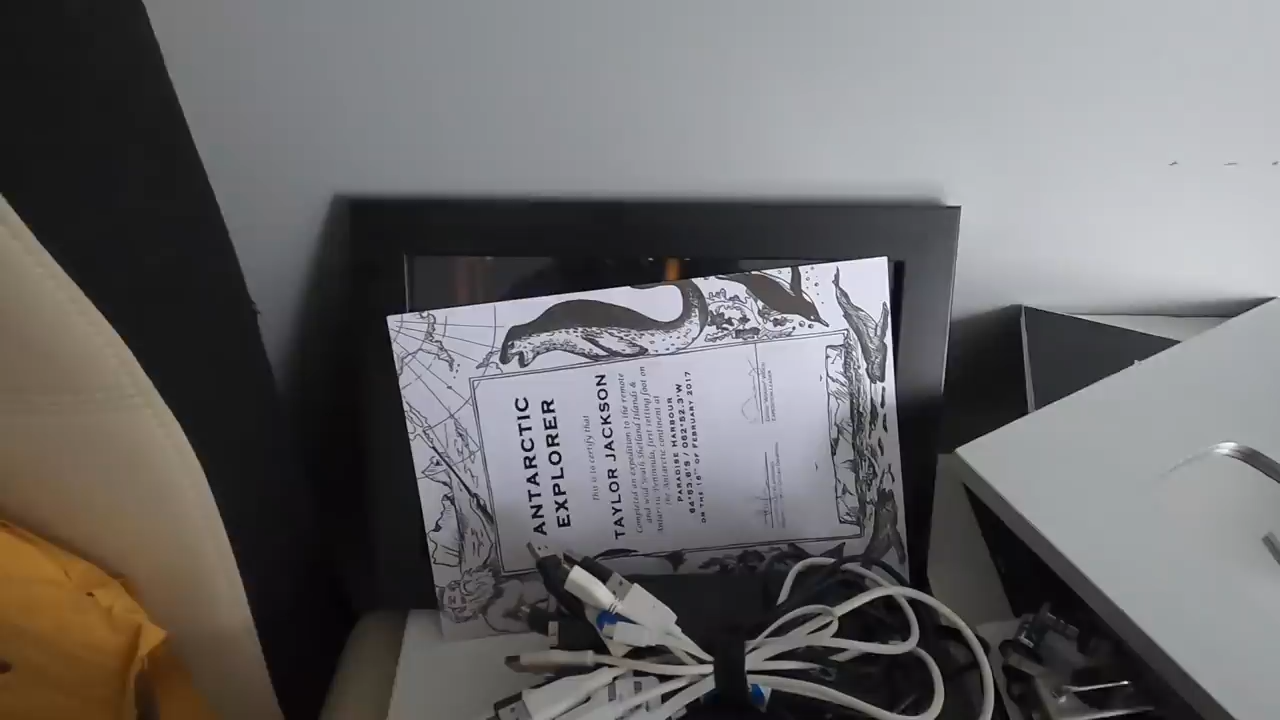 ANTARCTIC
EXPLORER
This is to certify that
TAYLOR JACKSON
Completed an expedition to the remote
and wild South Shetland Islands &
Antarctic Peninsula, first setting foot on
the Antarctic continent at
PARADISE HARBOUR
64°53.8'S / 062°52.3'W
ON THE 16TH OF FEBRUARY 2017
EXPEDITION LEADER